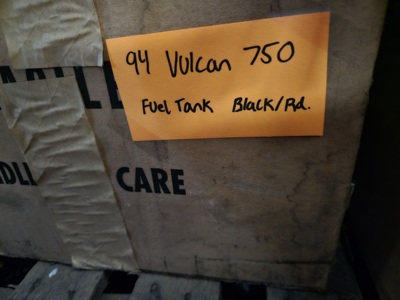 94 Vulcan 750
Fuel Tank Black/Rd.
CARE